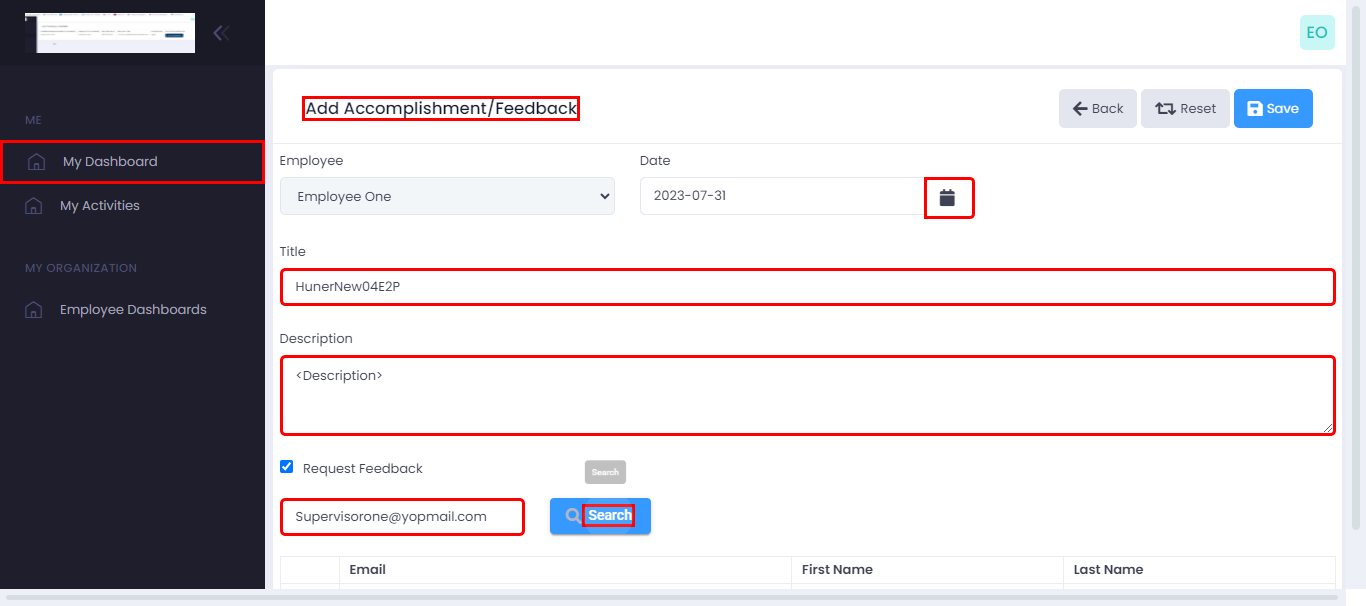 EO
ME
My Dashboard
My Activities
MY ORGANIZATION
Employee Dashboards
Add Accomplishment/Feedback
Back Reset Save
Employee Date
Employee One 2023-07-31
Title
HunerNew04E2P
Description
<Description>
Request Feedback Search
Supervisorone@yopmail.com Search
Email First Name Last Name